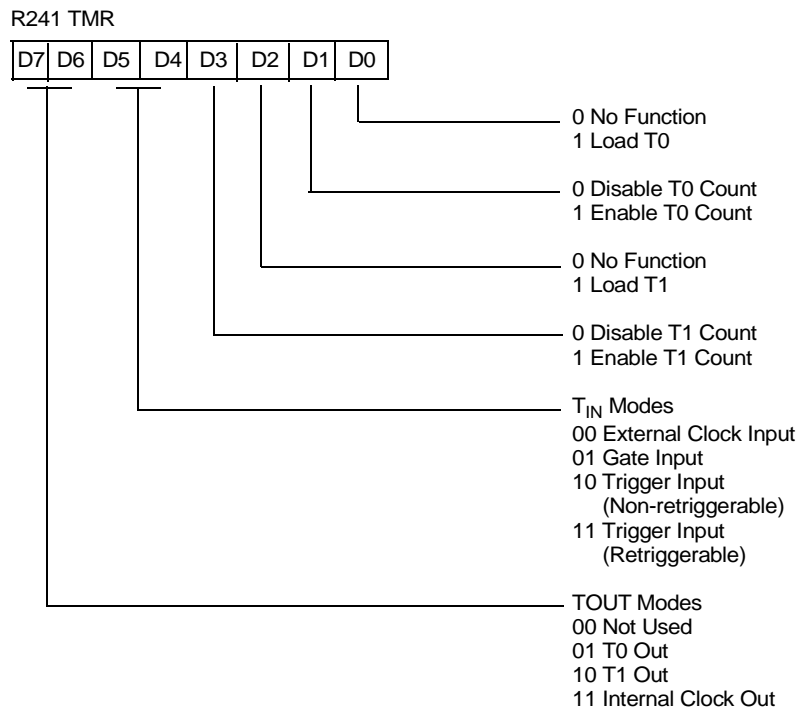 R241 TMR
D7 D6 D5 D4 D3 D2 D1 D0
0 No Function
1 Load T0
0 Disable T0 Count
1 Enable T0 Count
0 No Function
1 Load T1
0 Disable T1 Count
1 Enable T1 Count
TIN Modes
00 External Clock Input
01 Gate Input
10 Trigger Input
(Non-retriggerable)
11 Trigger Input
(Retriggerable)
TOUT Modes
00 Not Used
01 T0 Out
10 T1 Out
11 Internal Clock Out